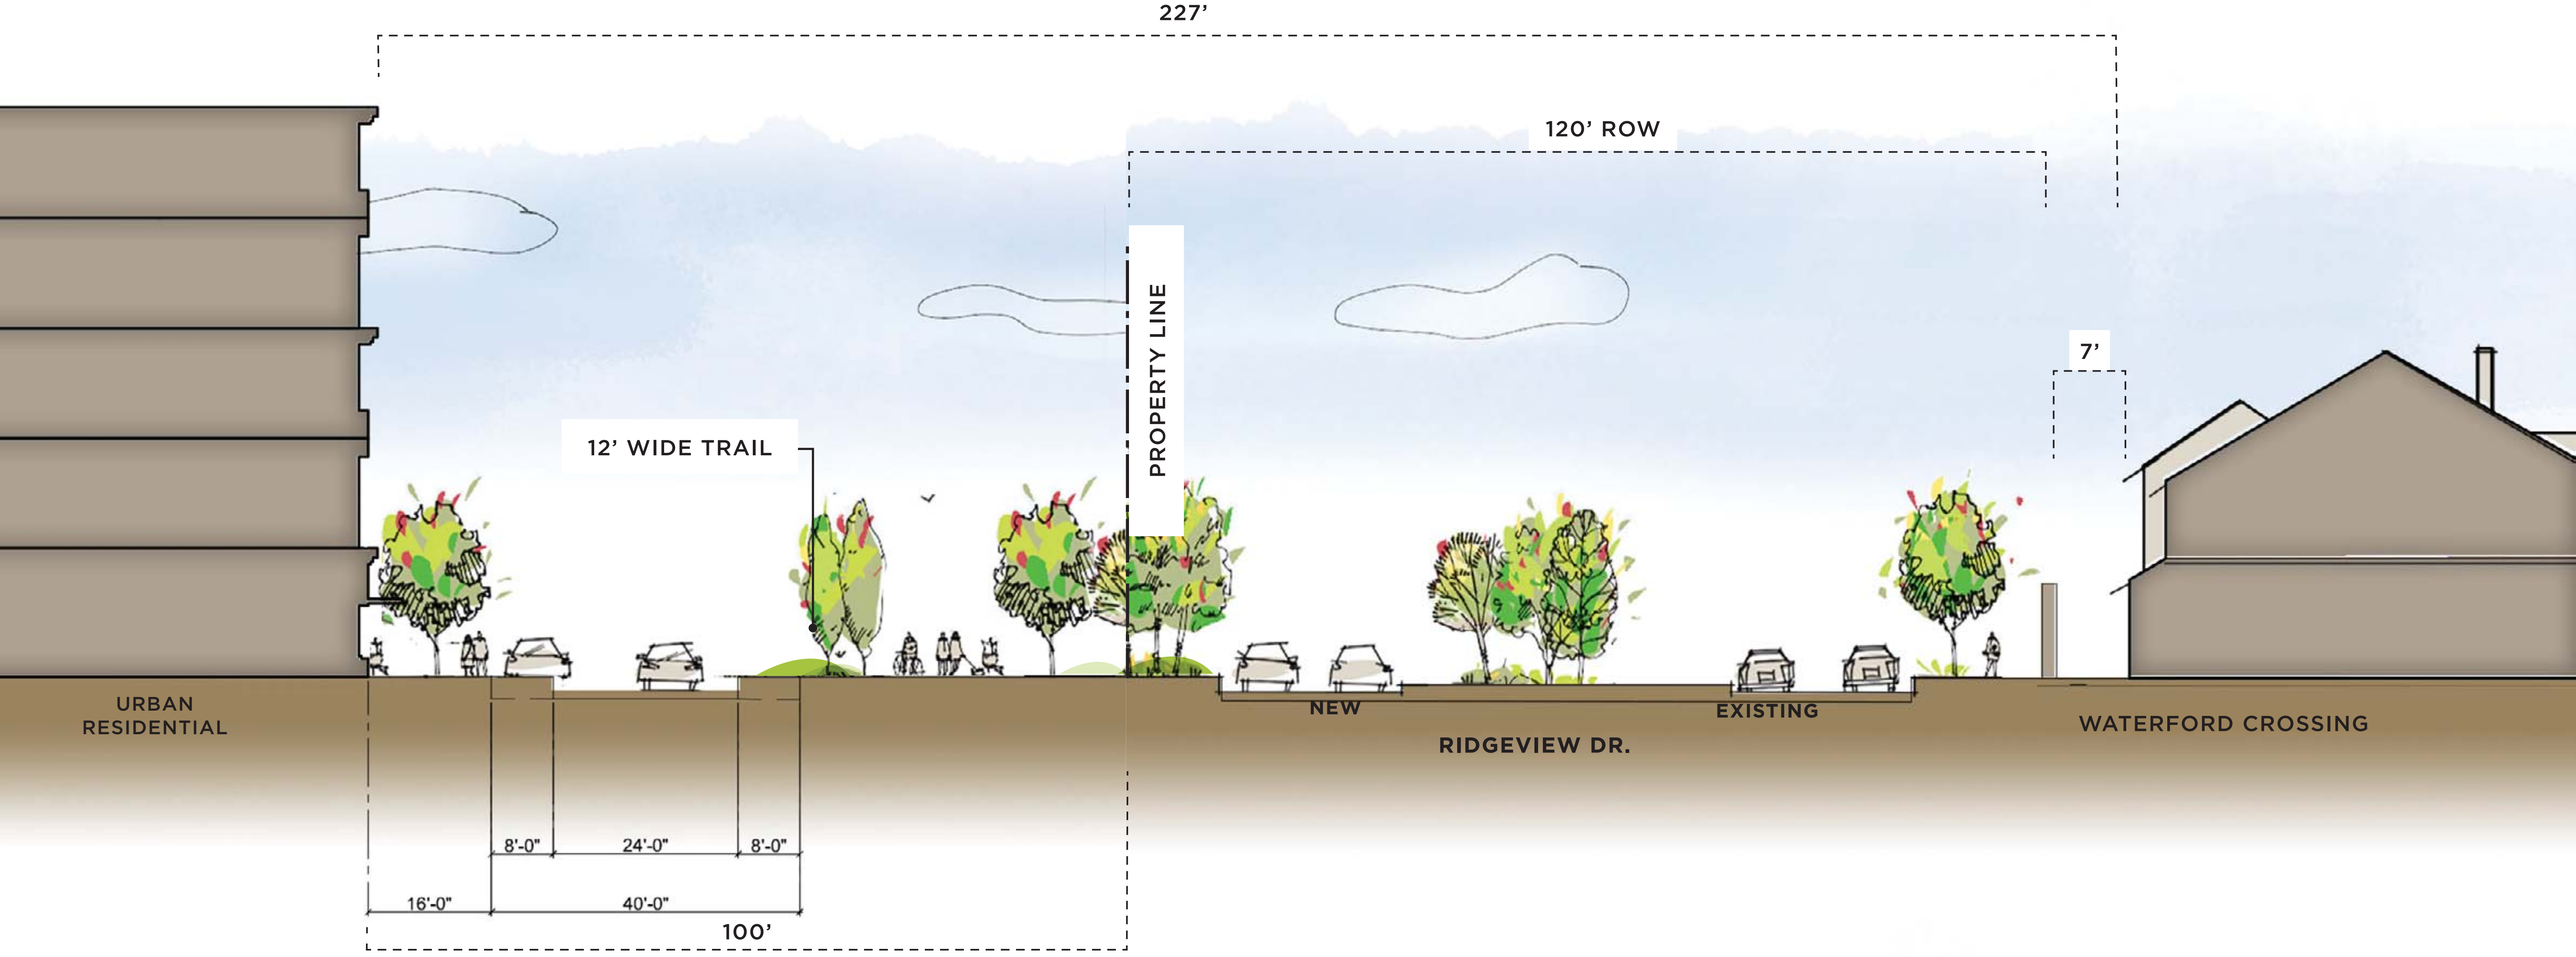 227’
120’ ROW
PROPERTY LINE
7’
12’ WIDE TRAIL
URBAN
RESIDENTIAL
NEW
EXISTING
RIDGEVIEW DR.
WATERFORD CROSSING
8'-0"
24'-0"
8'-0"
16'-0"
40'-0"
100’